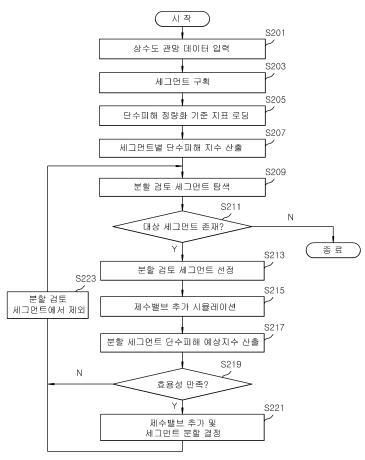 시 작
S201
상수도 관망 데이터 입력
S203
세그먼트 구획
S205
단수피해 정량화 기준 지표 로딩
S207
세그먼트별 단수피해 지수 산출
S209
분할 검토 세그먼트 탐색
S211
대상 세그먼트 존재?
N
종 료
Y
S213
분할 검토 세그먼트 선정
S223
분할 검토
세그먼트에서 제외
S215
제수밸브 추가 시뮬레이션
S217
분할 세그먼트 단수피해 예상지수 산출
S219
효용성 만족?
N
Y
S221
제수밸브 추가 및
세그먼트 분할 결정